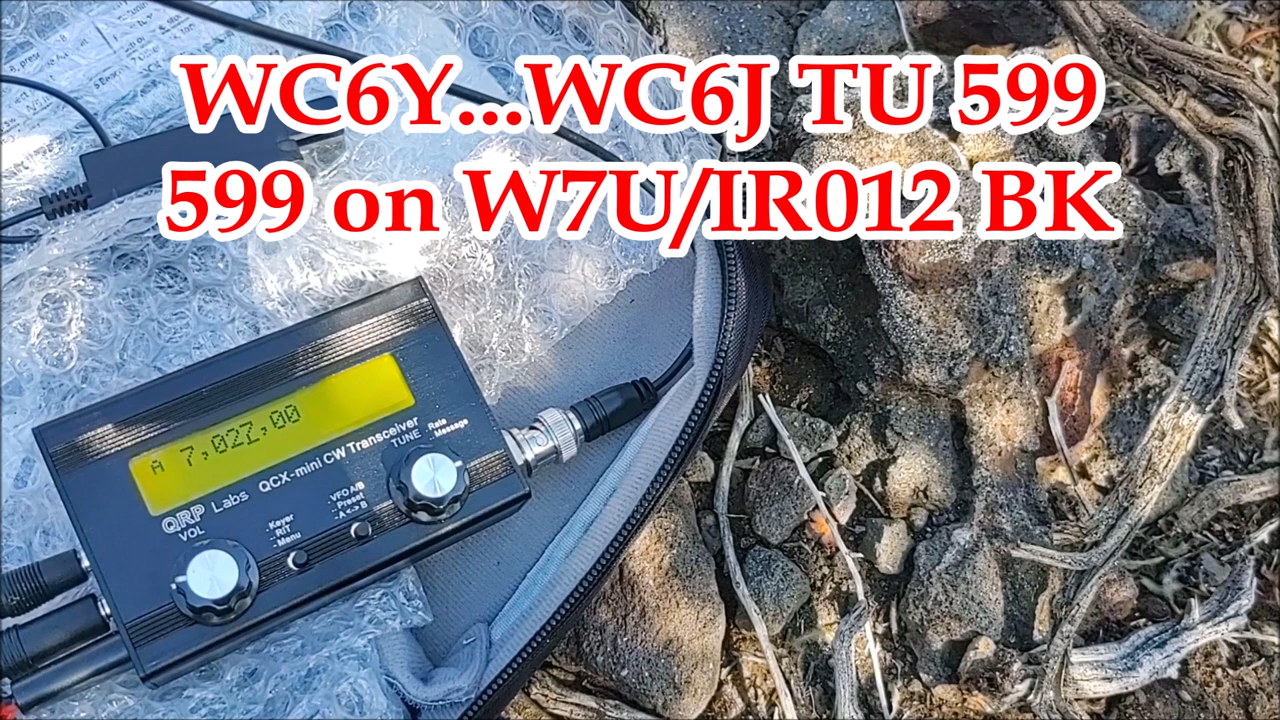 WC6Y...WC6J TU 599
599 on W7U/IR012 BK
A 7,027,00
QRP Labs QCX-mini CW Transceiver
VOL
- Keyer
- RIT
- Menu
- VFO A/B
- Preset
- A <-> B
TUNE
Rate
Message